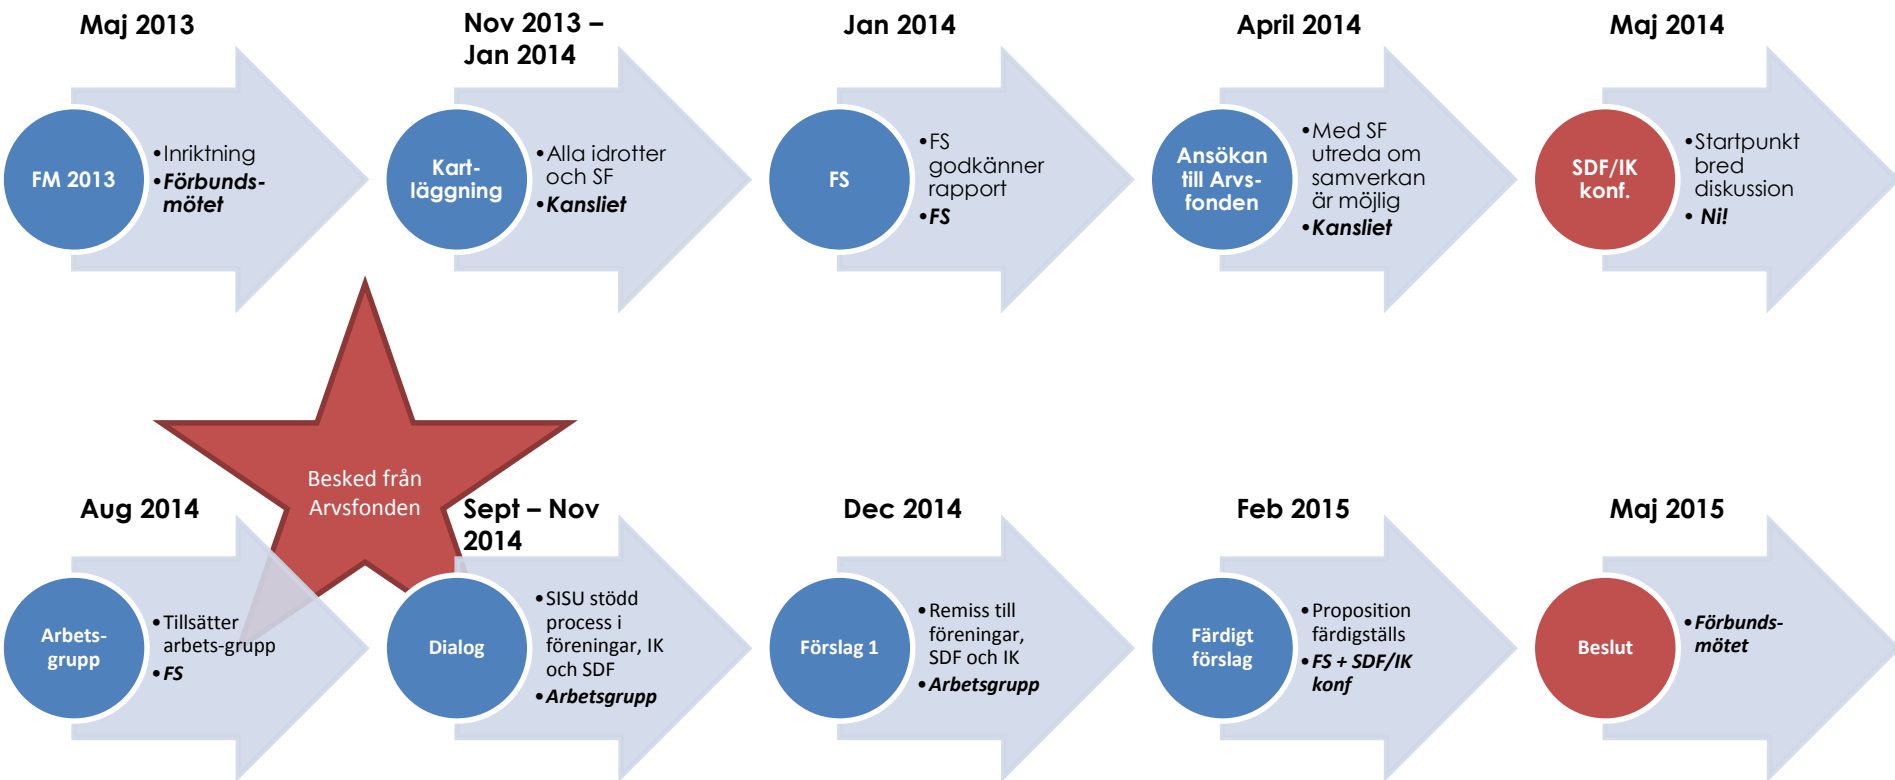 Maj 2013
FM 2013
•Inriktning
•Förbunds-
mötet
Nov 2013 –
Jan 2014
Kart-
läggning
•Alla idrotter
och SF
•Kansliet
Jan 2014
FS
•FS
godkänner
rapport
•FS
April 2014
Ansökan
till Arvs-
fonden
•Med SF
utreda om
samverkan
är möjlig
•Kansliet
Maj 2014
SDF/IK
konf.
•Startpunkt
bred
diskussion
• Ni!
Besked från
Arvsfonden
Aug 2014
Arbets-
grupp
•Tillsätter
arbets-grupp
•FS
Sept – Nov
2014
Dialog
•SISU stödd
process i
föreningar, IK
och SDF
•Arbetsgrupp
Dec 2014
Förslag 1
•Remiss till
föreningar,
SDF och IK
•Arbetsgrupp
Feb 2015
Färdigt
förslag
•Proposition
färdigställs
•FS + SDF/IK
konf
Maj 2015
Beslut
•Förbunds-
mötet